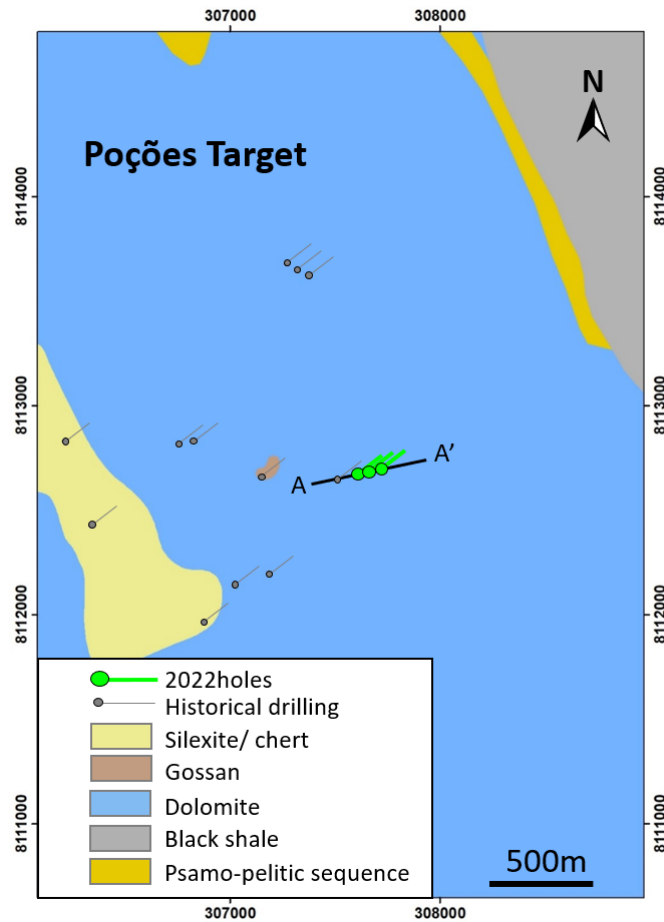 307000
308000
N
Poções Target
8114000
8114000
8113000
8113000
A
A’
8112000
8112000
2022holes
Historical drilling
Silexite/ chert
Gossan
Dolomite
Black shale
Psamo-pelitic sequence
8111000
8111000
500m
307000
308000